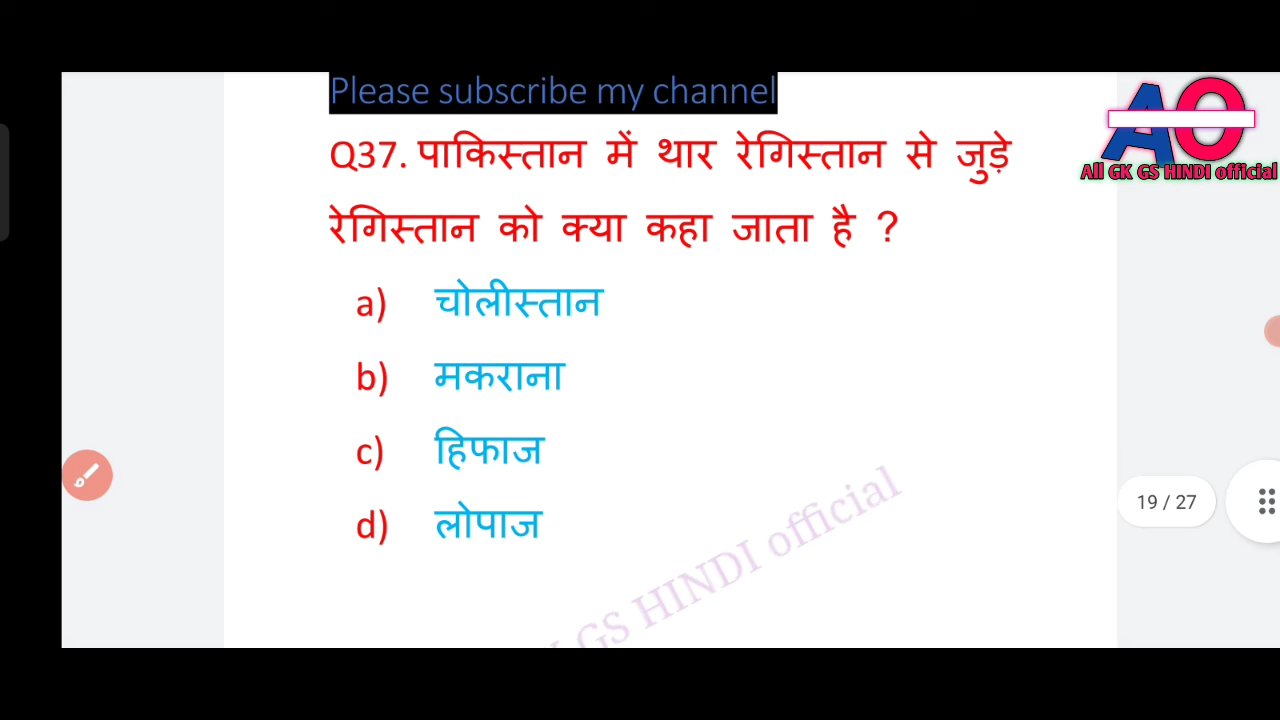 Please subscribe my channel
AO
All GK GS HINDI official
Q37. पाकिस्तान में थार रेगिस्तान से जुड़े
रेगिस्तान को क्या कहा जाता है ?
a) चोलीस्तान
b) मकराना
c) हिफाज
d) लोपाज
19 / 27
GS HINDI official